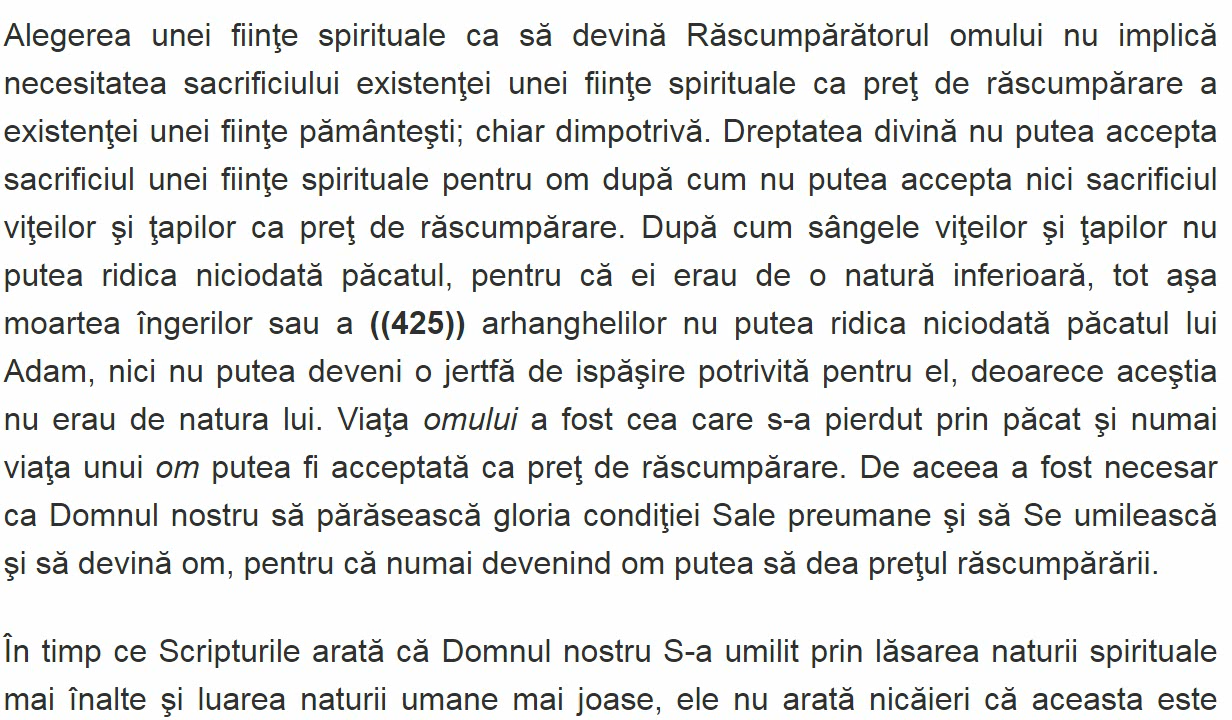 Alegerea unei fiinţe spirituale ca să devină Răscumpărătorul omului nu implică
necesitatea sacrificiului existenţei unei fiinţe spirituale ca preţ de răscumpărare a
existenţei unei fiinţe pământeşti; chiar dimpotrivă. Dreptatea divină nu putea accepta
sacrificiul unei fiinţe spirituale pentru om după cum nu putea accepta nici sacrificiul
viţeilor şi ţapilor ca preţ de răscumpărare. După cum sângele viţeilor şi ţapilor nu
putea ridica niciodată păcatul, pentru că ei erau de o natură inferioară, tot aşa
moartea îngerilor sau a ((425)) arhanghelilor nu putea ridica niciodată păcatul lui
Adam, nici nu putea deveni o jertfă de ispăşire potrivită pentru el, deoarece aceştia
nu erau de natura lui. Viaţa omului a fost cea care s-a pierdut prin păcat şi numai
viaţa unui om putea fi acceptată ca preţ de răscumpărare. De aceea a fost necesar
ca Domnul nostru să părăsească gloria condiţiei Sale preumane şi să Se umilească
şi să devină om, pentru că numai devenind om putea să dea preţul răscumpărării.
În timp ce Scripturile arată că Domnul nostru S-a umilit prin lăsarea naturii spirituale
mai înalte şi luarea naturii umane mai joase, ele nu arată nicăieri că aceasta este